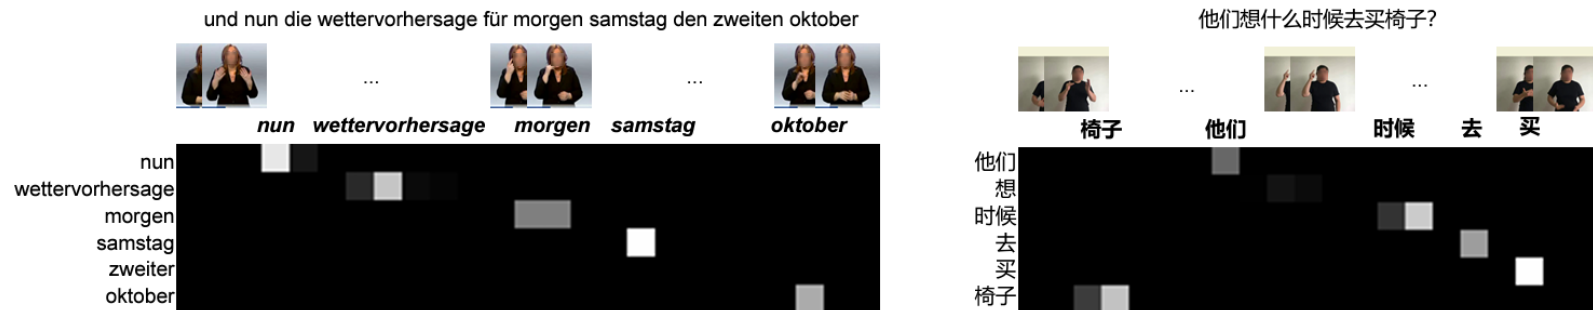 und nun die wettervorhersage für morgen samstag den zweiten oktober
... ...
nun wettervorhersage morgen samstag oktober
nun
wettervorhersage
morgen
samstag
zweiter
oktober
他们想什么时候去买椅子?
... ...
椅子 他们 时候 去 买
他们
想
时候
去
买
椅子